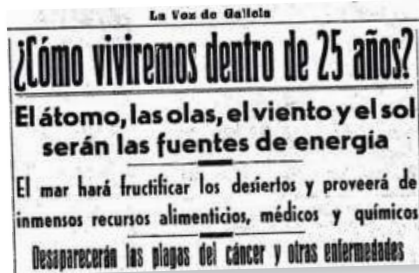 La Voz de Galicia
¿Cómo viviremos dentro de 25 años?
El átomo, las olas, el viento y el sol
serán las fuentes de energía
El mar hará fructificar los desiertos y proveerá de
inmensos recursos alimenticios, médicos y químicos
Desaparecerán las plagas del cáncer y otras enfermedades